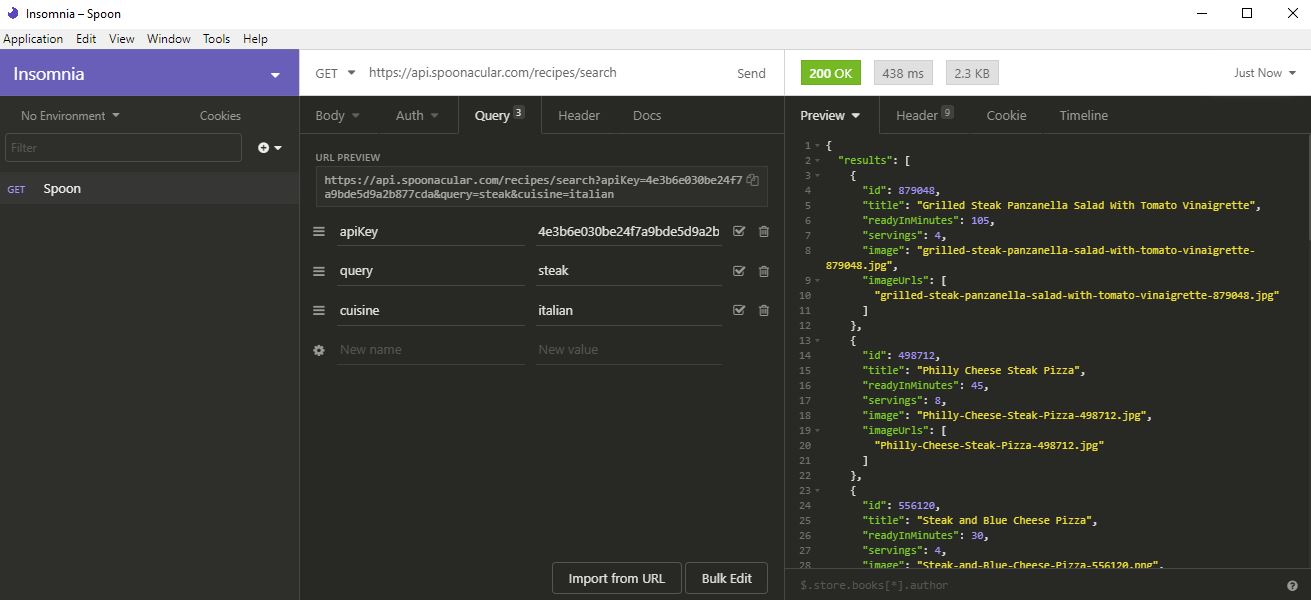 Insomnia – Spoon
Application Edit View Window Tools Help
Insomnia
GET https://api.spoonacular.com/recipes/search Send
200 OK 438 ms 2.3 KB Just Now
No Environment Cookies
Body Auth Query 3 Header Docs
Preview Header 9 Cookie Timeline
Filter
GET Spoon
URL PREVIEW
https://api.spoonacular.com/recipes/search?apiKey=4e3b6e030be24f7
a9bde5d9a2b877cda&query=steak&cuisine=italian
apiKey 4e3b6e030be24f7a9bde5d9a2b
query steak
cuisine italian
New name New value
Import from URL Bulk Edit
1 {
2 "results": [
3 {
4 "id": 879048,
5 "title": "Grilled Steak Panzanella Salad With Tomato Vinaigrette",
6 "readyInMinutes": 105,
7 "servings": 4,
8 "image": "grilled-steak-panzanella-salad-with-tomato-vinaigrette-
879048.jpg",
9 "imageUrls": [
10 "grilled-steak-panzanella-salad-with-tomato-vinaigrette-879048.jpg"
11 ]
12 },
13 {
14 "id": 498712,
15 "title": "Philly Cheese Steak Pizza",
16 "readyInMinutes": 45,
17 "servings": 8,
18 "image": "Philly-Cheese-Steak-Pizza-498712.jpg",
19 "imageUrls": [
20 "Philly-Cheese-Steak-Pizza-498712.jpg"
21 ]
22 },
23 {
24 "id": 556120,
25 "title": "Steak and Blue Cheese Pizza",
26 "readyInMinutes": 30,
27 "servings": 4,
28 "image": "Steak-and-Blue-Cheese-Pizza-556120.png",
$.store.books[*].author